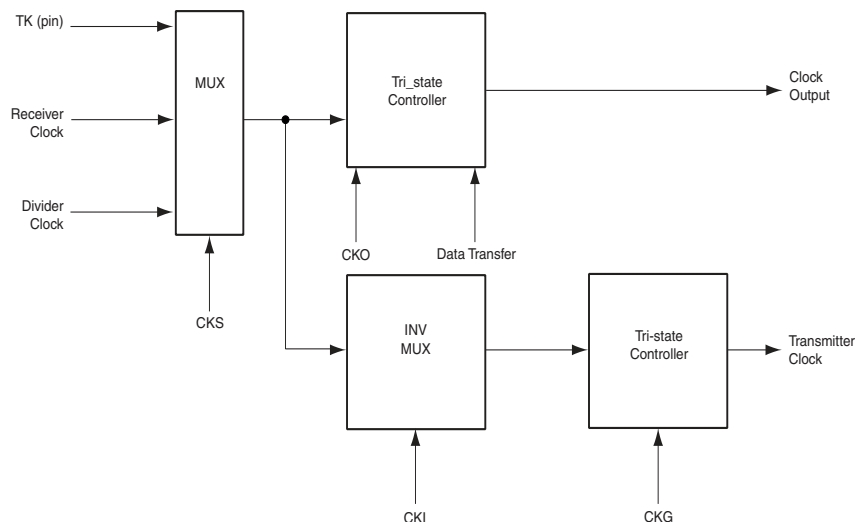 TK (pin)
MUX
Tri_state
Controller
Clock
Output
Receiver
Clock
Divider
Clock
CKO
Data Transfer
CKS
INV
MUX
Tri-state
Controller
Transmitter
Clock
CKI
CKG